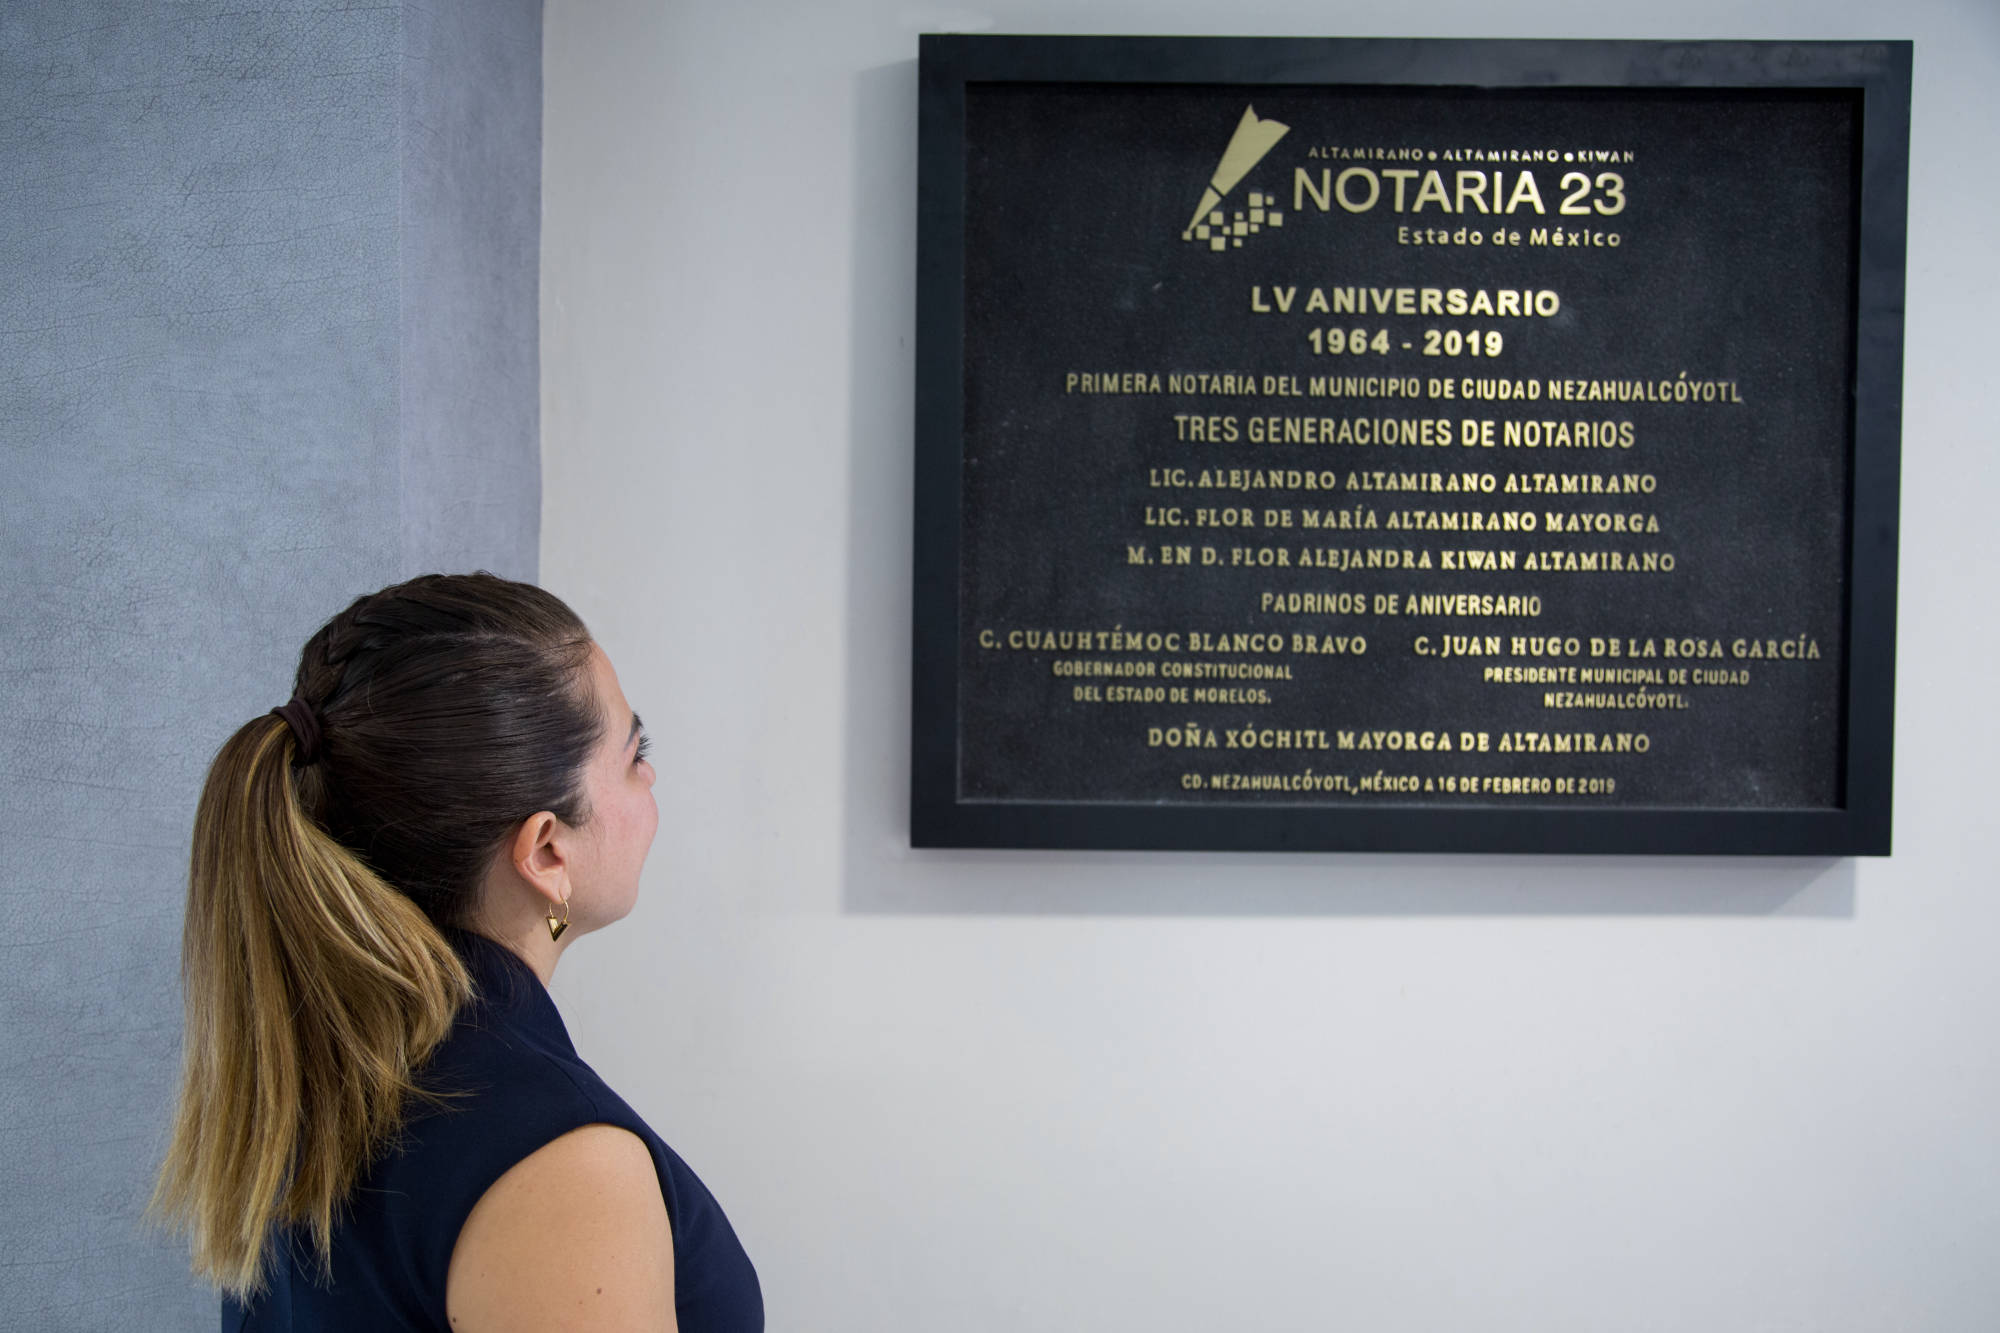 ALTAMIRANO ● ALTAMIRANO ● KIWAN
NOTARIA 23
Estado de México
LV ANIVERSARIO
1964 - 2019
PRIMERA NOTARIA DEL MUNICIPIO DE CIUDAD NEZAHUALCÓYOTL
TRES GENERACIONES DE NOTARIOS
LIC. ALEJANDRO ALTAMIRANO ALTAMIRANO
LIC. FLOR DE MARÍA ALTAMIRANO MAYORGA
M. EN D. FLOR ALEJANDRA KIWAN ALTAMIRANO
PADRINOS DE ANIVERSARIO
C. CUAUHTÉMOC BLANCO BRAVO
GOBERNADOR CONSTITUCIONAL
DEL ESTADO DE MORELOS.
C. JUAN HUGO DE LA ROSA GARCÍA
PRESIDENTE MUNICIPAL DE CIUDAD
NEZAHUALCÓYOTL.
DOÑA XÓCHITL MAYORGA DE ALTAMIRANO
CD. NEZAHUALCÓYOTL, MÉXICO A 16 DE FEBRERO DE 2019